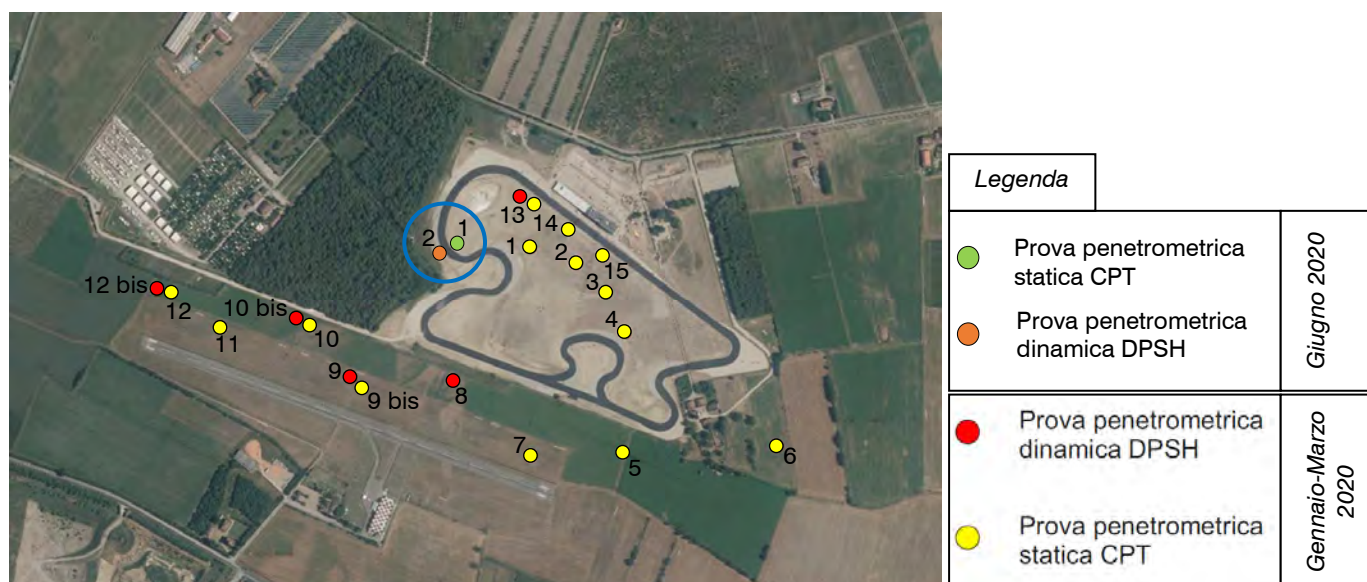 13
14
1
2
15
3
4
2
1
12 bis
12
11
10 bis
10
9
9 bis
8
7
5
6
Legenda
Prova penetrometrica
statica CPT
Prova penetrometrica
dinamica DPSH
Giugno 2020
Prova penetrometrica
dinamica DPSH
Prova penetrometrica
statica CPT
Gennaio-Marzo
2020